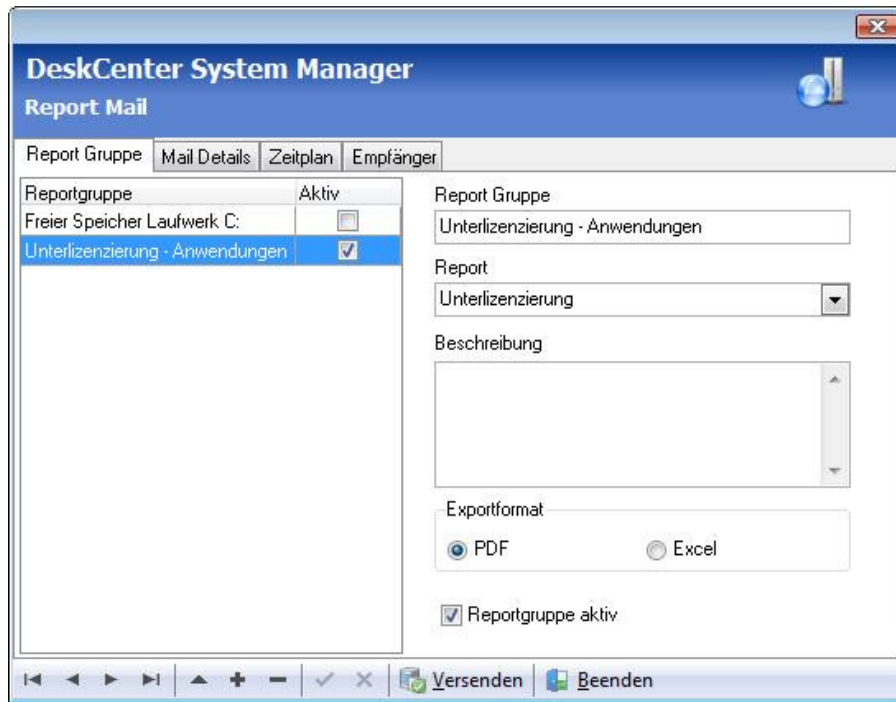 DeskCenter System Manager
Report Mail
Report Gruppe
Mail Details
Zeitplan
Empfänger
Reportgruppe
Aktiv
Freier Speicher Laufwerk C:
Unterlizenzierung - Anwendungen
Report Gruppe
Unterlizenzierung - Anwendungen
Report
Unterlizenzierung
Beschreibung
Exportformat
PDF
Excel
Reportgruppe aktiv
Versenden
Beenden